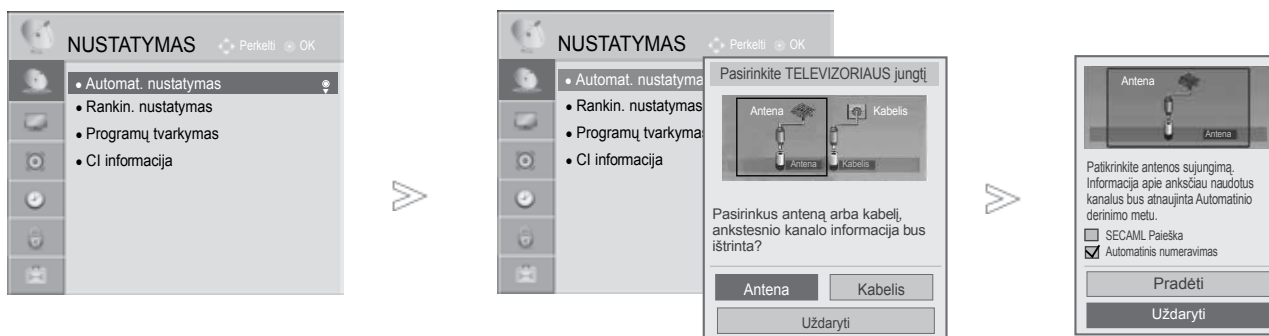 NUSTATYMAS Perkelti OK
• Automat. nustatymas
• Rankin. nustatymas
• Programų tvarkymas
• CI informacija
NUSTATYMAS Perkelti OK
• Automat. nustatyma
• Rankin. nustatymas
• Programų tvarkymas
• CI informacija
Pasirinkite TELEVIZORIAUS jungtį
Antena Kabelis
Antena Kabelis
Pasirinkus anteną arba kabelį,
ankstesnio kanalo informacija bus
ištrinta?
Antena Kabelis
Uždaryti
Antena
Antena
Patikrinkite antenos sujungimą.
Informacija apie anksčiau naudotus
kanalus bus atnaujinta Automatinio
derinimo metu.
SECAML Paieška
Automatinis numeravimas
Pradėti
Uždaryti